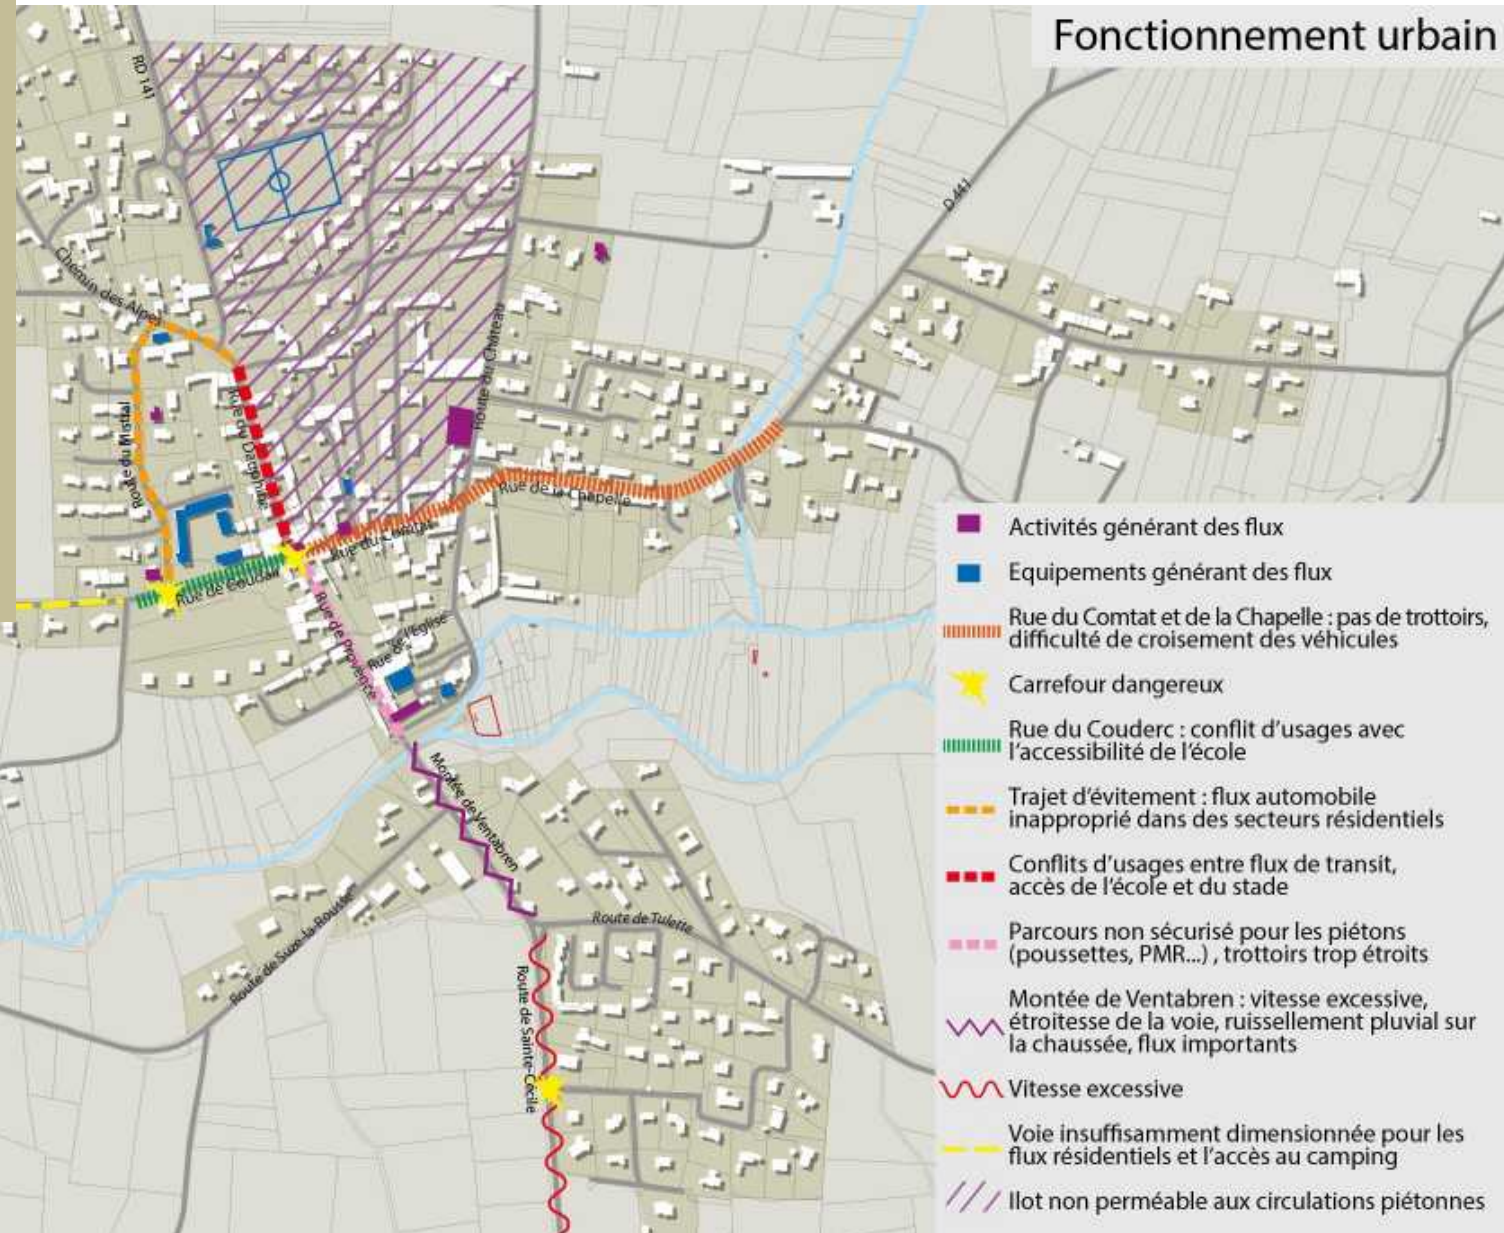 Fonctionnement urbain
RD 141
D 441
Chemin des Alpes
Route du Château
Route du Mistral
Rue du Dauphiné
Rue de la Chapelle
Rue du Comtat
Rue de Coudair
Rue de Provence
Rue de l'Eglise
Montée de Ventabren
Route de Suze-la-Rousse
Route de Tulette
Route de Sainte-Cécile
Activités générant des flux
Equipements générant des flux
Rue du Comtat et de la Chapelle : pas de trottoirs,
difficulté de croisement des véhicules
Carrefour dangereux
Rue du Couderc : conflit d'usages avec
l'accessibilité de l'école
Trajet d'évitement : flux automobile
inapproprié dans des secteurs résidentiels
Conflits d'usages entre flux de transit,
accès de l'école et du stade
Parcours non sécurisé pour les piétons
(poussettes, PMR...) , trottoirs trop étroits
Montée de Ventabren : vitesse excessive,
étroitesse de la voie, ruissellement pluvial sur
la chaussée, flux importants
Vitesse excessive
Voie insuffisamment dimensionnée pour les
flux résidentiels et l'accès au camping
Ilot non perméable aux circulations piétonnes